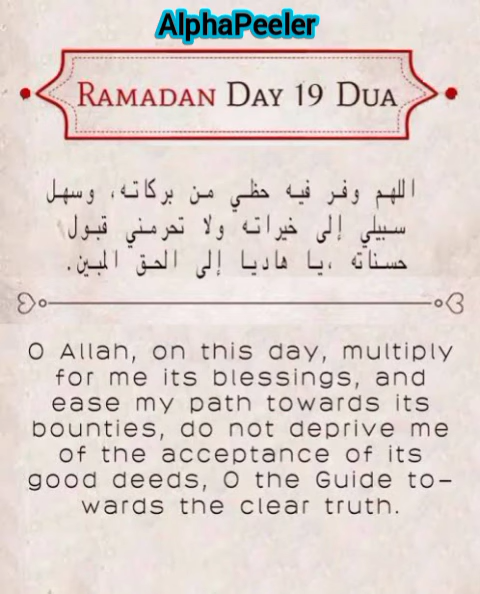 AlphaPeeler
RAMADAN DAY 19 DUA
اللهم وفر فيه حظي من بركاته، وسهل
سبيلي إلى خيراته ولا تحرمني قبول
حسناته ،يا هاديا إلى الحق المبين.
O Allah, on this day, multiply
for me its blessings, and
ease my path towards its
bounties, do not deprive me
of the acceptance of its
good deeds, O the Guide to-
wards the clear truth.